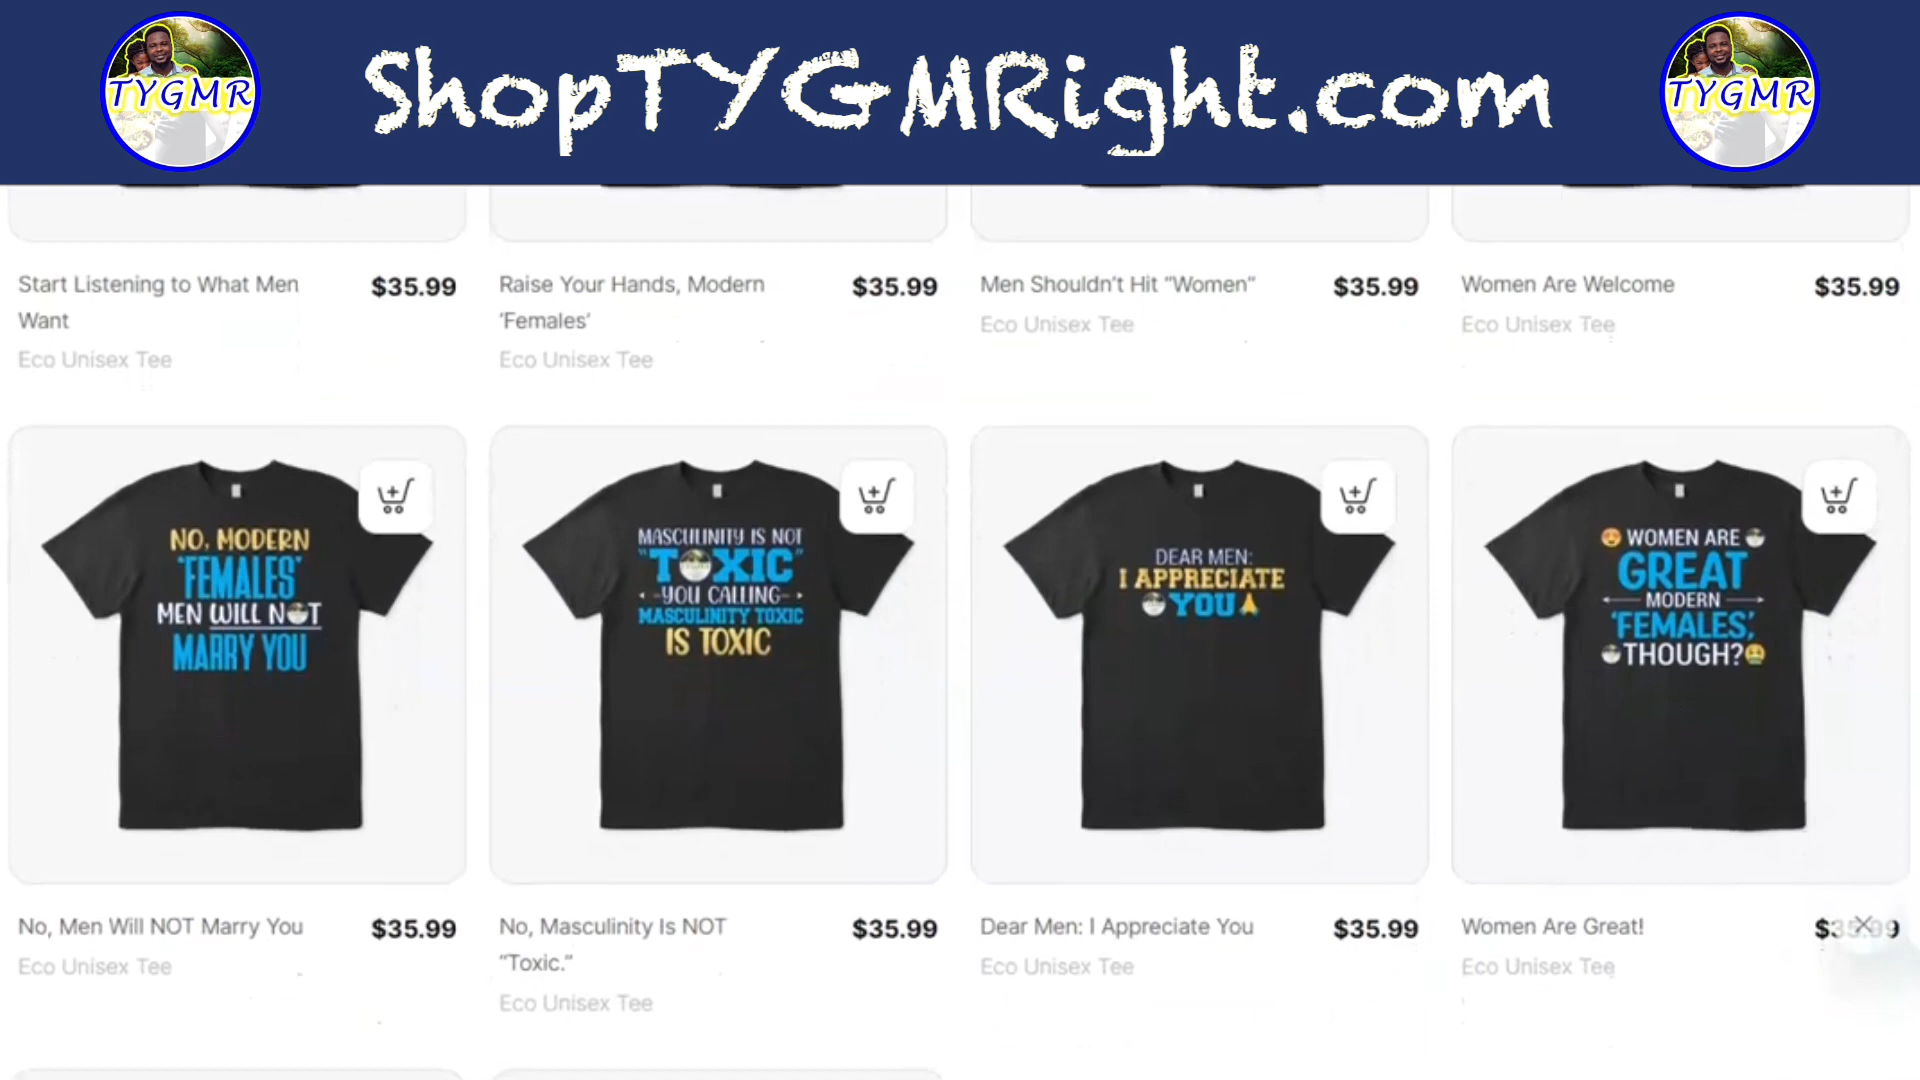 TYGMR
ShopTYGMRight.com
TYGMR
Start Listening to What Men
Want
$35.99
Eco Unisex Tee
Raise Your Hands, Modern
‘Females’
$35.99
Eco Unisex Tee
Men Shouldn’t Hit “Women”
$35.99
Eco Unisex Tee
Women Are Welcome
$35.99
Eco Unisex Tee
NO, MODERN
‘FEMALES’
MEN WILL NOT
MARRY YOU
MASCULINITY IS NOT
“TOXIC”
YOU CALLING
MASCULINITY TOXIC
IS TOXIC
DEAR MEN:
I APPRECIATE
YOU
WOMEN ARE
GREAT
MODERN
‘FEMALES’,
THOUGH?
No, Men Will NOT Marry You
$35.99
Eco Unisex Tee
No, Masculinity Is NOT
“Toxic.”
$35.99
Eco Unisex Tee
Dear Men: I Appreciate You
$35.99
Eco Unisex Tee
Women Are Great!
$35.99
Eco Unisex Tee